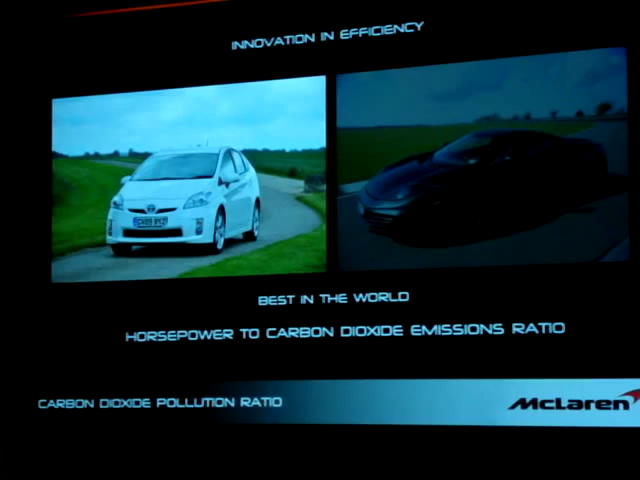 INNOVATION IN EFFICIENCY
BEST IN THE WORLD
HORSEPOWER TO CARBON DIOXIDE EMISSIONS RATIO
CARBON DIOXIDE POLLUTION RATIO
McLaren